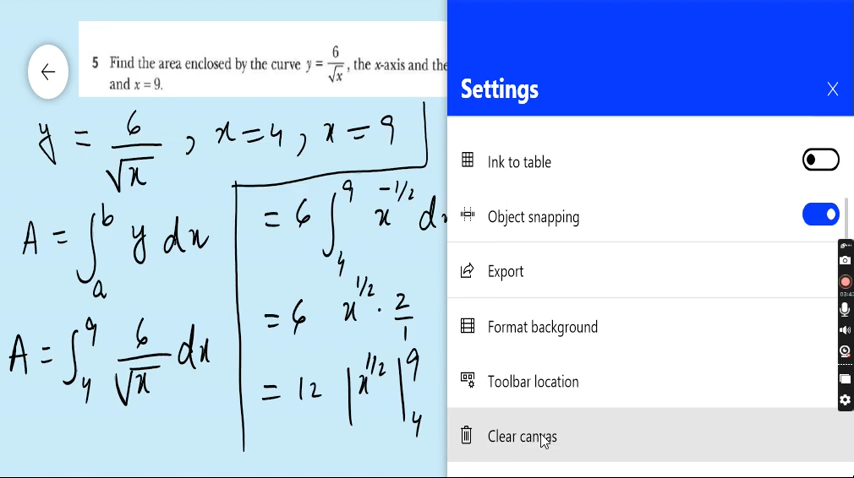 5 Find the area enclosed by the curve y = 6/√x, the x-axis and the
and x = 9.
y = 6/√x , x=4, x=9
A = ∫_a^b y dx
A = ∫_4^9 6/√x dx
= 6 ∫_4^9 x^{-1/2} dx
= 6 x^{1/2} · 2/1
= 12 |x^{1/2}|_4^9
Settings
Ink to table
Object snapping
Export
Format background
Toolbar location
Clear canvas